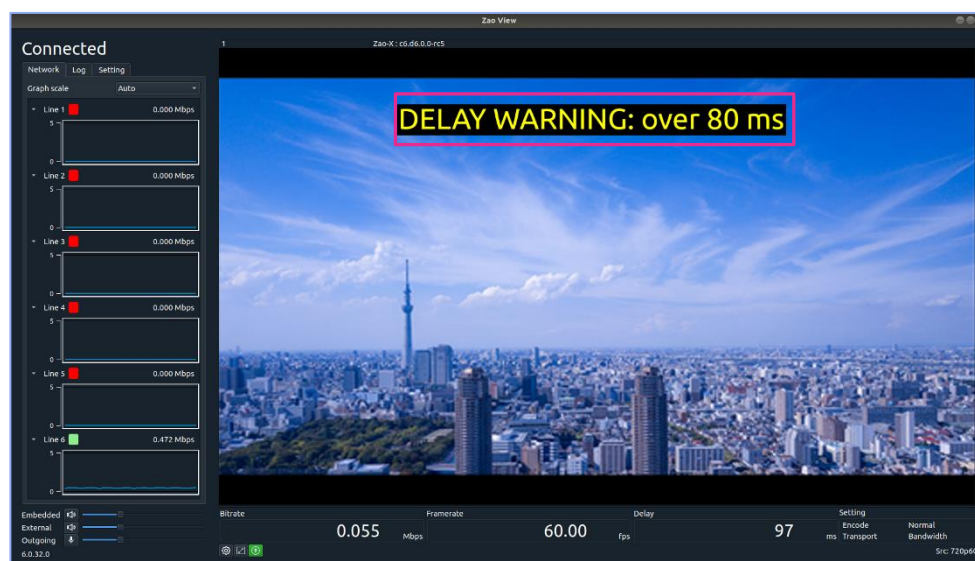 Zao View
Connected
1 Zao-X : c6.d6.0.0-rc5
Network Log Setting
Graph scale Auto
Line 1 0.000 Mbps
5
0
Line 2 0.000 Mbps
5
0
Line 3 0.000 Mbps
5
0
Line 4 0.000 Mbps
5
0
Line 5 0.000 Mbps
5
0
Line 6 0.472 Mbps
5
0
Embedded
External
Outgoing
6.0.32.0
DELAY WARNING: over 80 ms
Bitrate Framerate Delay Setting
0.055 Mbps 60.00 fps 97 ms
Encode Normal
Transport Bandwidth
Src: 720p60